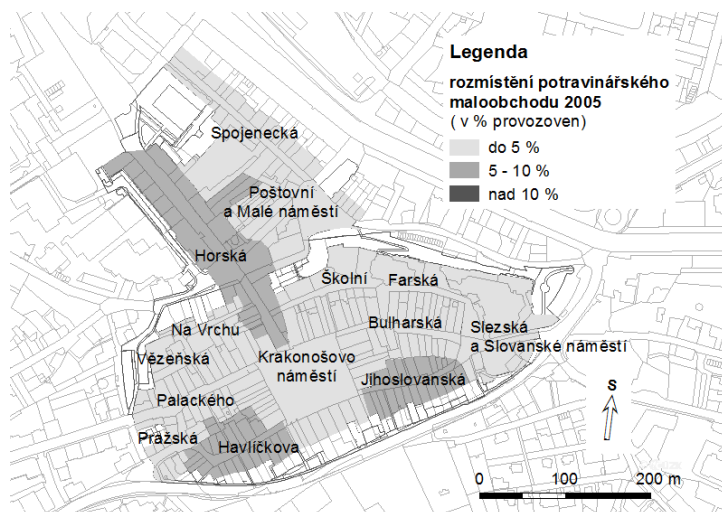 Legenda
rozmístění potravinářského
maloobchodu 2005
( v % provozoven)
do 5 %
5 - 10 %
nad 10 %
Spojenecká
Poštovní
a Malé náměstí
Horská
Školní
Farská
Na Vrchu
Bulharská
Slezská
a Slovanské náměstí
Vězeňská
Krakonošovo
náměstí
Jihoslovanská
Palackého
Pražská
Havlíčkova
S
0 100 200 m